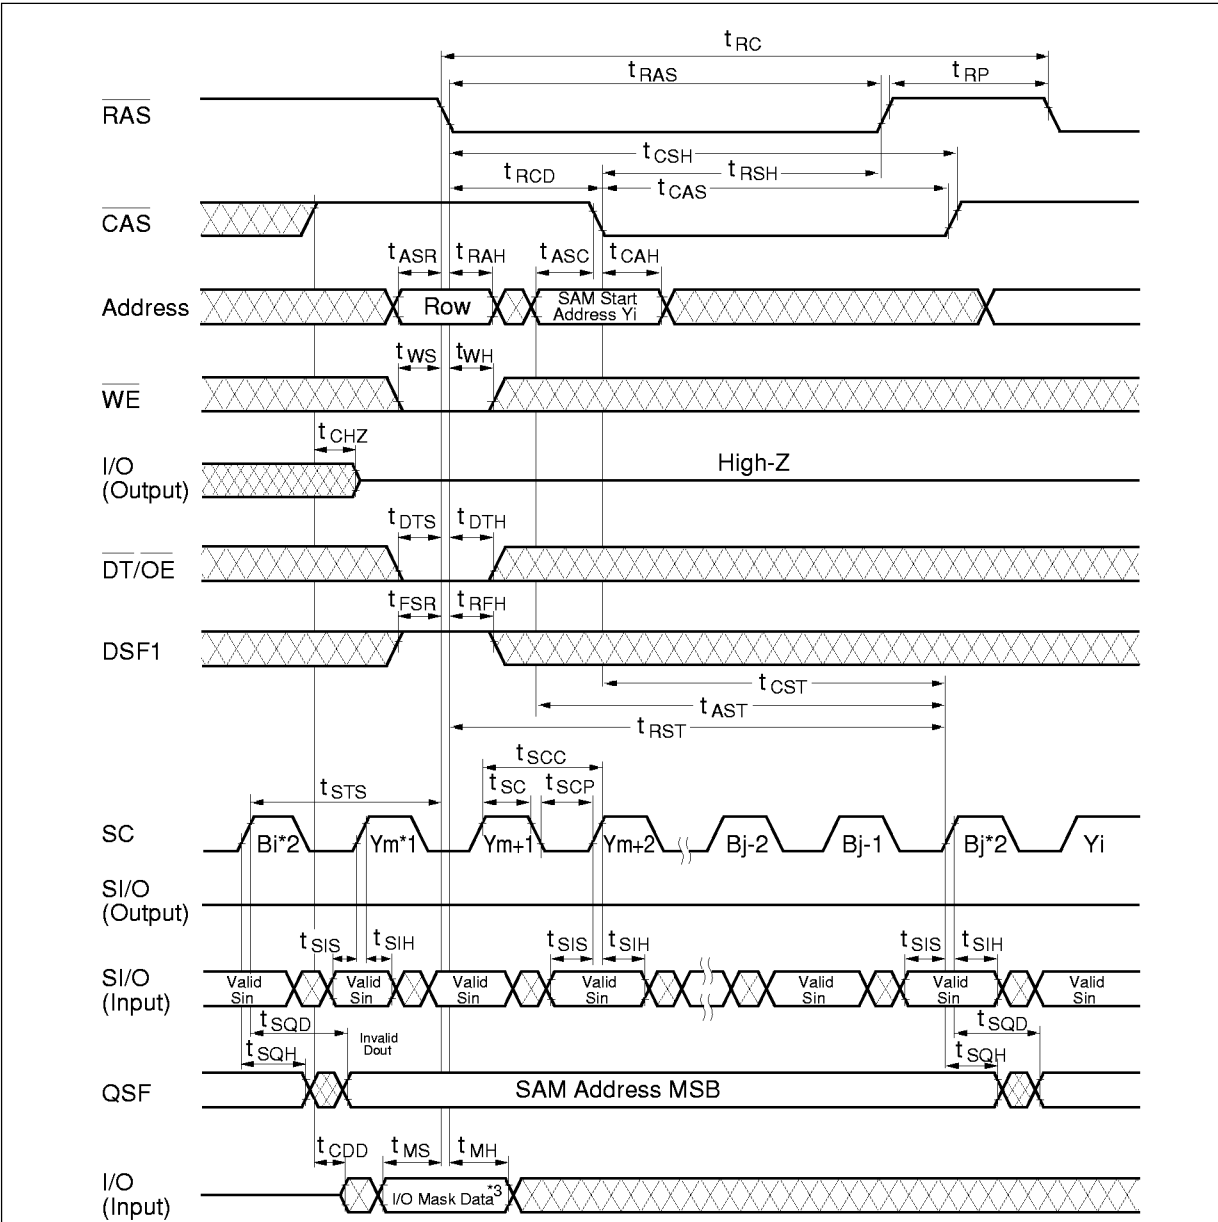 tRC
tRAS
tRP
RAS
tCSH
tRCD
tRSH
tCAS
CAS
tASR
tRAH
tASC
tCAH
Address
Row
SAM Start
Address Yi
tWS
tWH
WE
tCHZ
I/O
(Output)
High-Z
tDTS
tDTH
DT/OE
tFSR
tRFH
DSF1
tCST
tAST
tRST
tSCC
tSTS
tSC
tSCP
SC
Bi*2
Ym*1
Ym+1
Ym+2
Bj-2
Bj-1
Bj*2
Yi
SI/O
(Output)
tSIS
tSIH
tSIS
tSIH
tSIS
tSIH
SI/O
(Input)
Valid
Sin
Valid
Sin
Valid
Sin
Valid
Sin
Valid
Sin
Valid
Sin
Valid
Sin
tSQD
Invalid
Dout
tSQD
tSQH
tSQH
QSF
SAM Address MSB
tCDD
tMS
tMH
I/O
(Input)
I/O Mask Data*3